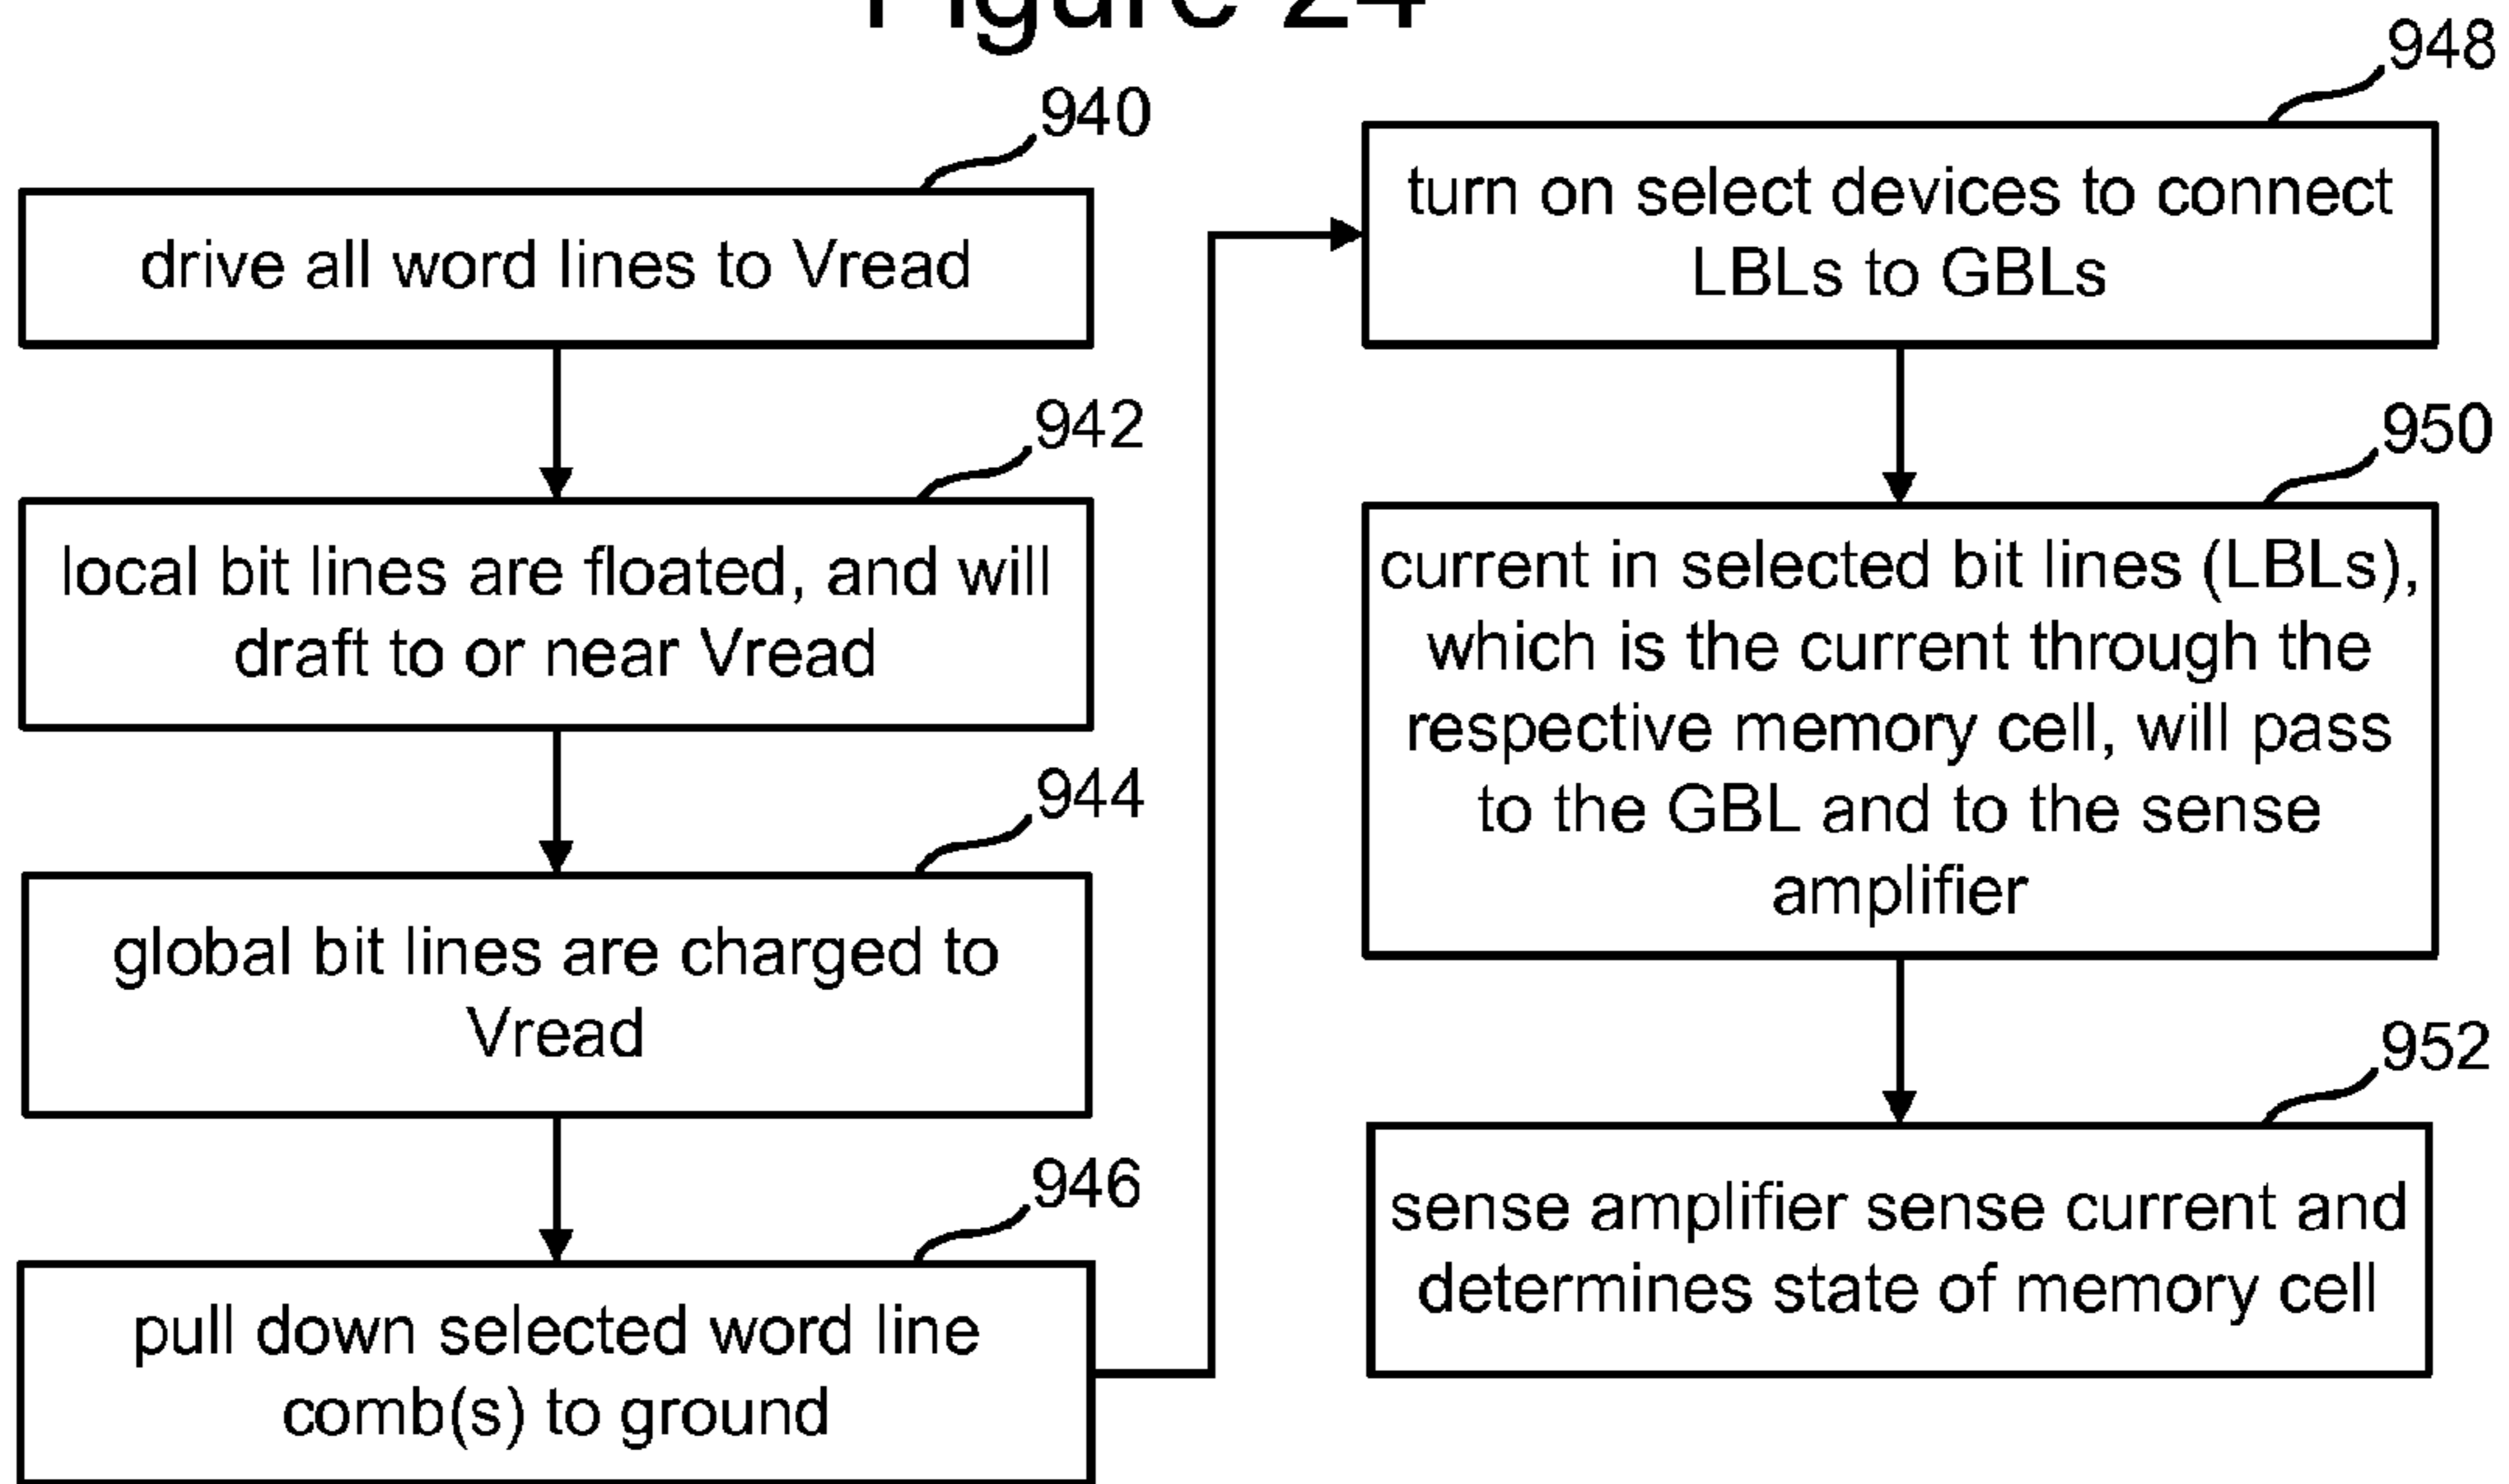 Figure 24
940
drive all word lines to Vread
942
local bit lines are floated, and will
draft to or near Vread
944
global bit lines are charged to
Vread
946
pull down selected word line
comb(s) to ground
948
turn on select devices to connect
LBLs to GBLs
950
current in selected bit lines (LBLs),
which is the current through the
respective memory cell, will pass
to the GBL and to the sense
amplifier
952
sense amplifier sense current and
determines state of memory cell